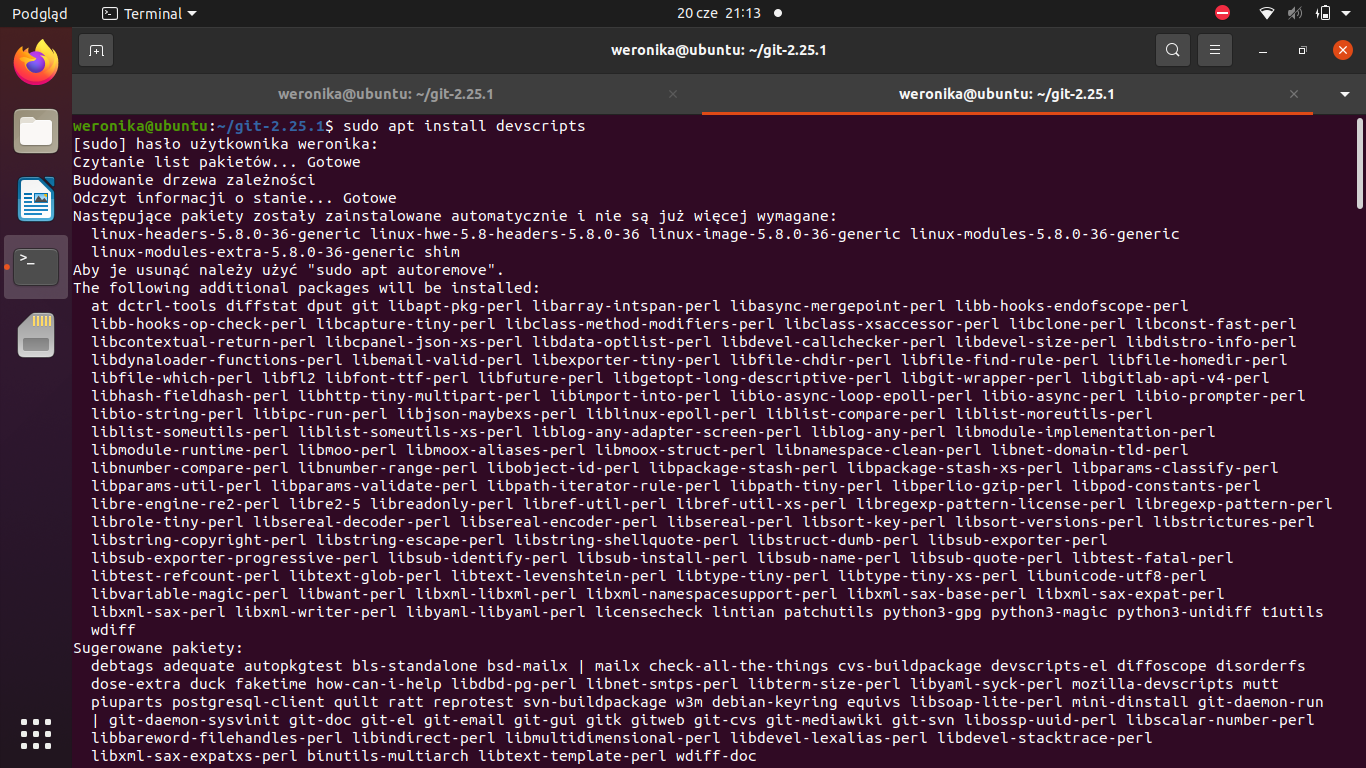 Podgląd
Terminal
20 cze 21:13
weronika@ubuntu: ~/git-2.25.1
weronika@ubuntu: ~/git-2.25.1
weronika@ubuntu: ~/git-2.25.1
weronika@ubuntu:~/git-2.25.1$ sudo apt install devscripts
[sudo] hasło użytkownika weronika:
Czytanie list pakietów... Gotowe
Budowanie drzewa zależności
Odczyt informacji o stanie... Gotowe
Następujące pakiety zostały zainstalowane automatycznie i nie są już więcej wymagane:
linux-headers-5.8.0-36-generic linux-hwe-5.8-headers-5.8.0-36 linux-image-5.8.0-36-generic linux-modules-5.8.0-36-generic
linux-modules-extra-5.8.0-36-generic shim
Aby je usunąć należy użyć "sudo apt autoremove".
The following additional packages will be installed:
at dctrl-tools diffstat dput git libapt-pkg-perl libarray-intspan-perl libasync-mergepoint-perl libb-hooks-endofscope-perl
libb-hooks-op-check-perl libcapture-tiny-perl libclass-method-modifiers-perl libclass-xsaccessor-perl libclone-perl libconst-fast-perl
libcontextual-return-perl libcpanel-json-xs-perl libdata-optlist-perl libdevel-callchecker-perl libdevel-size-perl libdistro-info-perl
libdynaloader-functions-perl libemail-valid-perl libexporter-tiny-perl libfile-chdir-perl libfile-find-rule-perl libfile-homedir-perl
libfile-which-perl libfl2 libfont-ttf-perl libfuture-perl libgetopt-long-descriptive-perl libgit-wrapper-perl libgitlab-api-v4-perl
libhash-fieldhash-perl libhttp-tiny-multipart-perl libimport-into-perl libio-async-loop-epoll-perl libio-async-perl libio-prompter-perl
libio-string-perl libipc-run-perl libjson-maybexs-perl liblinux-epoll-perl liblist-compare-perl liblist-moreutils-perl
liblist-someutils-perl liblist-someutils-xs-perl liblog-any-adapter-screen-perl liblog-any-perl libmodule-implementation-perl
libmodule-runtime-perl libmoo-perl libmoox-aliases-perl libmoox-struct-perl libnamespace-clean-perl libnet-domain-tld-perl
libnumber-compare-perl libnumber-range-perl libobject-id-perl libpackage-stash-perl libpackage-stash-xs-perl libparams-classify-perl
libparams-util-perl libparams-validate-perl libpath-iterator-rule-perl libpath-tiny-perl libperlio-gzip-perl libpod-constants-perl
libre-engine-re2-perl libre2-5 libreadonly-perl libref-util-perl libref-util-xs-perl libregexp-pattern-license-perl libregexp-pattern-perl
librole-tiny-perl libsereal-decoder-perl libsereal-encoder-perl libsereal-perl libsort-key-perl libsort-versions-perl libstrictures-perl
libstring-copyright-perl libstring-escape-perl libstring-shellquote-perl libstruct-dumb-perl libsub-exporter-perl
libsub-exporter-progressive-perl libsub-identify-perl libsub-install-perl libsub-name-perl libsub-quote-perl libtest-fatal-perl
libtest-refcount-perl libtext-glob-perl libtext-levenshtein-perl libtype-tiny-perl libtype-tiny-xs-perl libunicode-utf8-perl
libvariable-magic-perl libwant-perl libxml-libxml-perl libxml-namespacesupport-perl libxml-sax-base-perl libxml-sax-expat-perl
libxml-sax-perl libxml-writer-perl libyaml-libyaml-perl licensecheck lintian patchutils python3-gpg python3-magic python3-unidiff t1utils
wdiff
Sugerowane pakiety:
debtags adequate autopkgtest bls-standalone bsd-mailx | mailx check-all-the-things cvs-buildpackage devscripts-el diffoscope disorderfs
dose-extra duck faketime how-can-i-help libdbd-pg-perl libnet-smtps-perl libterm-size-perl libyaml-syck-perl mozilla-devscripts mutt
piuparts postgresql-client quilt ratt reprotest svn-buildpackage w3m debian-keyring equivs libsoap-lite-perl mini-dinstall git-daemon-run
| git-daemon-sysvinit git-doc git-el git-email git-gui gitk gitweb git-cvs git-mediawiki git-svn libossp-uuid-perl libscalar-number-perl
libbareword-filehandles-perl libindirect-perl libmultidimensional-perl libdevel-lexalias-perl libdevel-stacktrace-perl
libxml-sax-expatxs-perl binutils-multiarch libtext-template-perl wdiff-doc